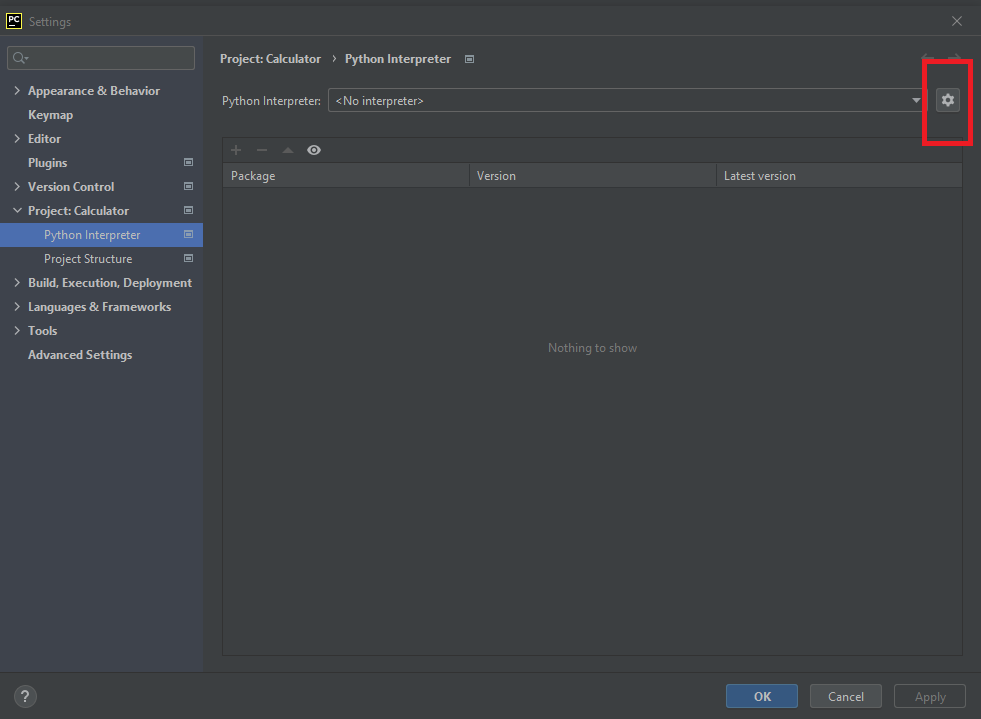 PC Settings
Project: Calculator › Python Interpreter
Appearance & Behavior
Keymap
Editor
Plugins
Version Control
Project: Calculator
Python Interpreter
Project Structure
Build, Execution, Deployment
Languages & Frameworks
Tools
Advanced Settings
Python Interpreter: <No interpreter>
Package Version Latest version
Nothing to show
? OK Cancel Apply